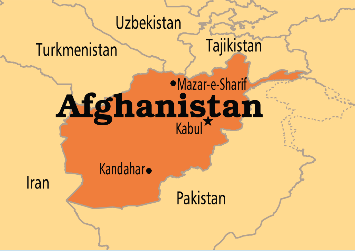 Uzbekistan
Turkmenistan
Tajikistan
Mazar-e-Sharif
Afghanistan
Kabul
Kandahar
Iran
Pakistan